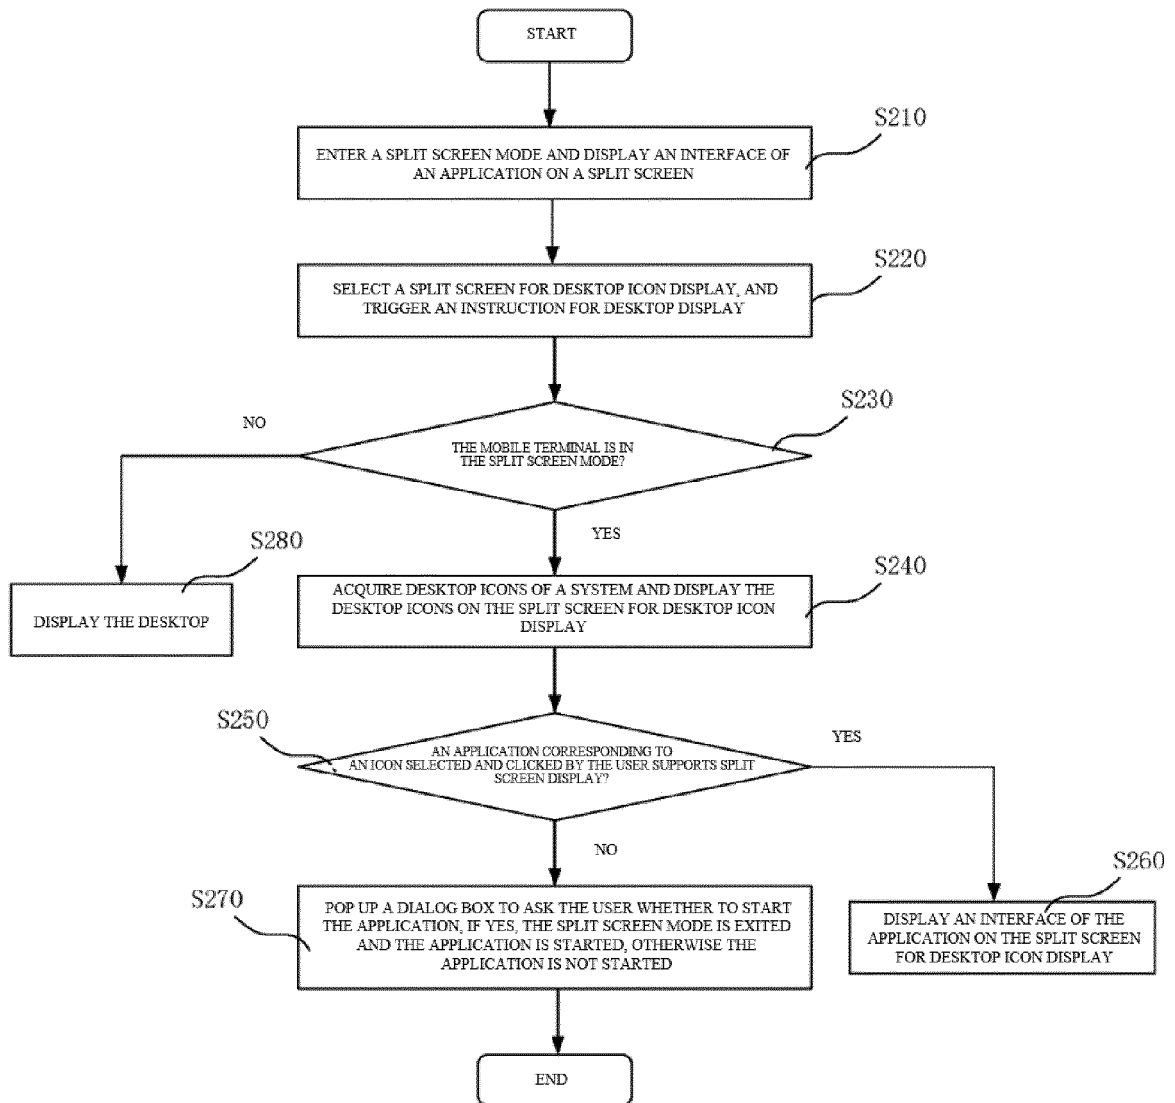 START
S210
ENTER A SPLIT SCREEN MODE AND DISPLAY AN INTERFACE OF
AN APPLICATION ON A SPLIT SCREEN
S220
SELECT A SPLIT SCREEN FOR DESKTOP ICON DISPLAY, AND
TRIGGER AN INSTRUCTION FOR DESKTOP DISPLAY
S230
NO
THE MOBILE TERMINAL IS IN
THE SPLIT SCREEN MODE?
YES
S280
DISPLAY THE DESKTOP
S240
ACQUIRE DESKTOP ICONS OF A SYSTEM AND DISPLAY THE
DESKTOP ICONS ON THE SPLIT SCREEN FOR DESKTOP ICON
DISPLAY
S250
YES
AN APPLICATION CORRESPONDING TO
AN ICON SELECTED AND CLICKED BY THE USER SUPPORTS SPLIT
SCREEN DISPLAY?
NO
S260
DISPLAY AN INTERFACE OF THE
APPLICATION ON THE SPLIT SCREEN
FOR DESKTOP ICON DISPLAY
S270
POP UP A DIALOG BOX TO ASK THE USER WHETHER TO START
THE APPLICATION, IF YES, THE SPLIT SCREEN MODE IS EXITED
AND THE APPLICATION IS STARTED, OTHERWISE THE
APPLICATION IS NOT STARTED
END